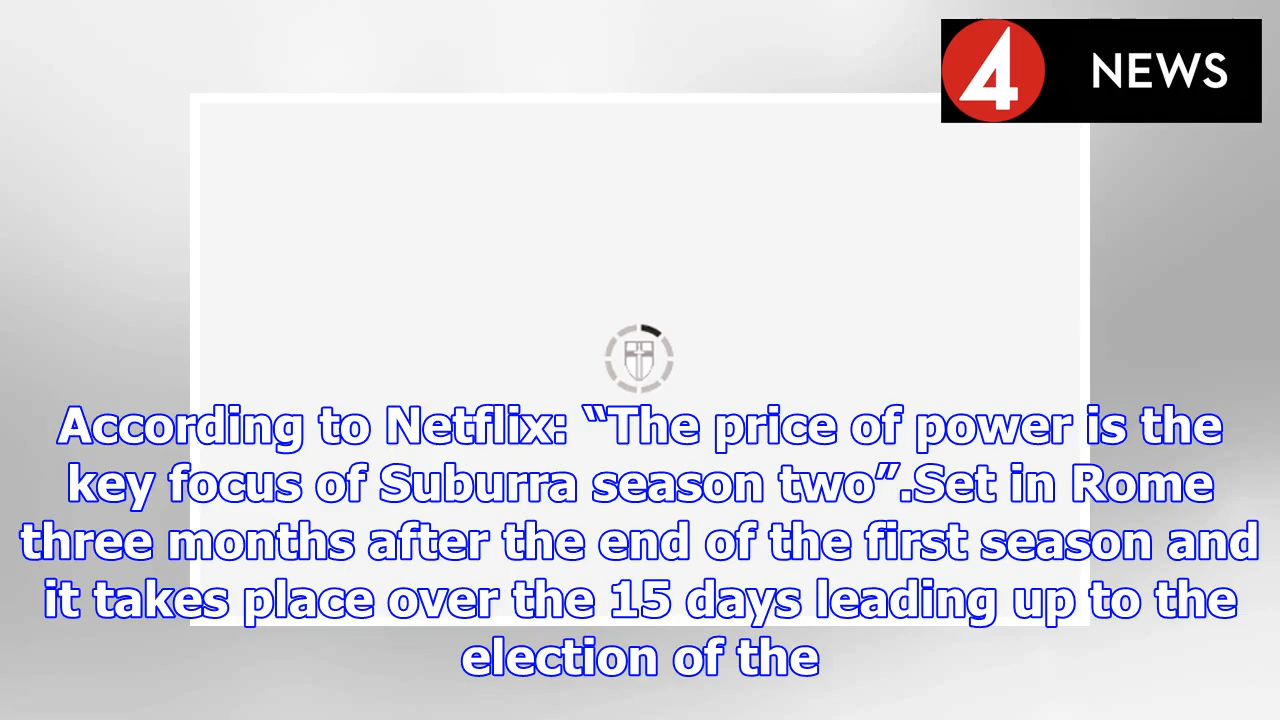 4 NEWS
According to Netflix: “The price of power is the
key focus of Suburra season two”.Set in Rome
three months after the end of the first season and
it takes place over the 15 days leading up to the
election of the